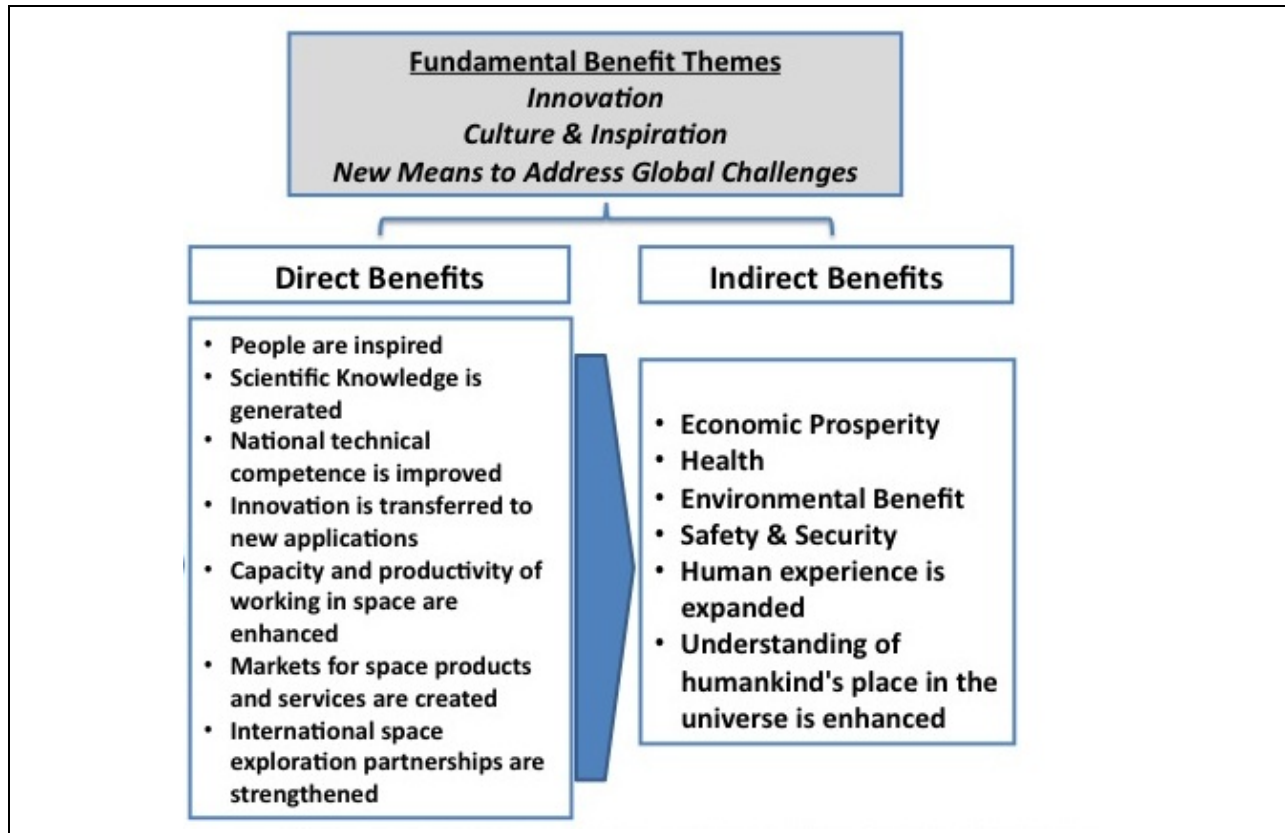 Fundamental Benefit Themes
Innovation
Culture & Inspiration
New Means to Address Global Challenges
Direct Benefits
• People are inspired
• Scientific Knowledge is
generated
• National technical
competence is improved
• Innovation is transferred to
new applications
• Capacity and productivity of
working in space are
enhanced
• Markets for space products
and services are created
• International space
exploration partnerships are
strengthened
Indirect Benefits
• Economic Prosperity
• Health
• Environmental Benefit
• Safety & Security
• Human experience is
expanded
• Understanding of
humankind's place in the
universe is enhanced